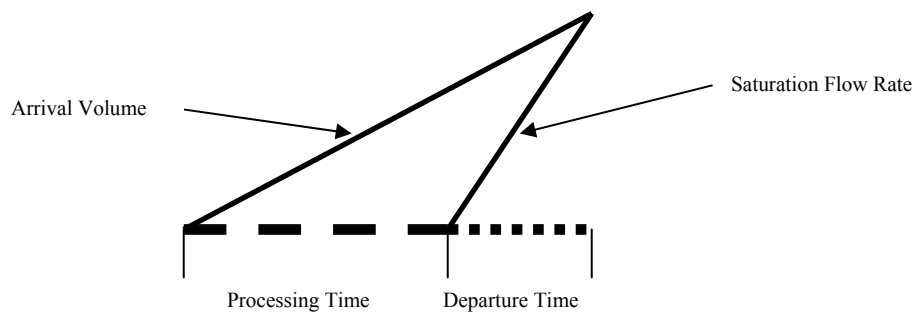 Saturation Flow Rate
Arrival Volume
Processing Time
Departure Time